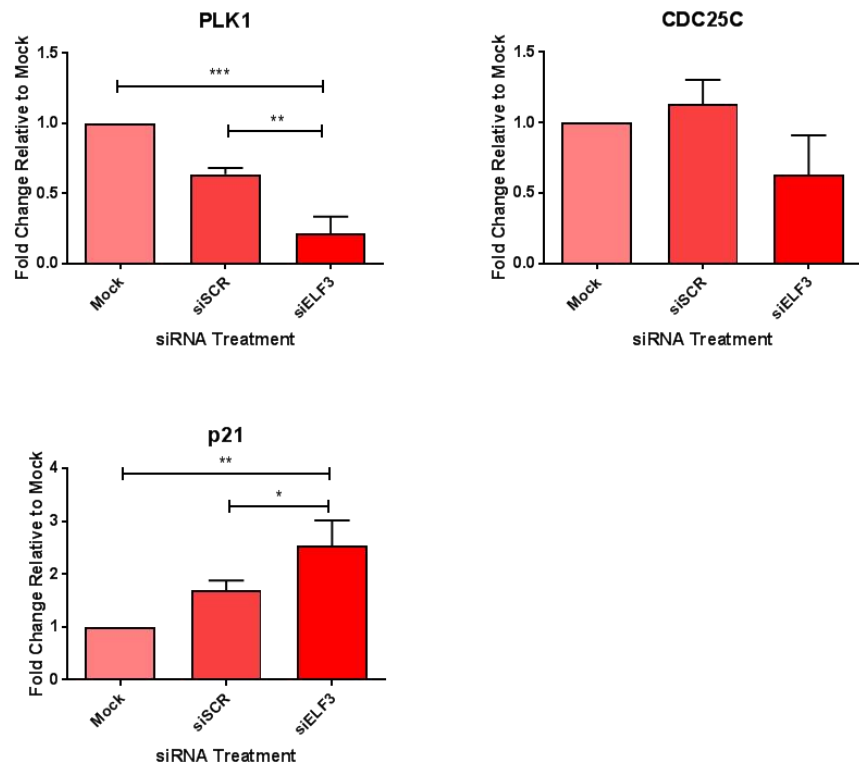 PLK1
Fold Change Relative to Mock
1.5
1.0
0.5
0.0
***
**
Mock
siSCR
siELF3
siRNA Treatment
CDC25C
Fold Change Relative to Mock
1.5
1.0
0.5
0.0
Mock
siSCR
siELF3
siRNA Treatment
p21
Fold Change Relative to Mock
4
3
2
1
0
**
*
Mock
siSCR
siELF3
siRNA Treatment